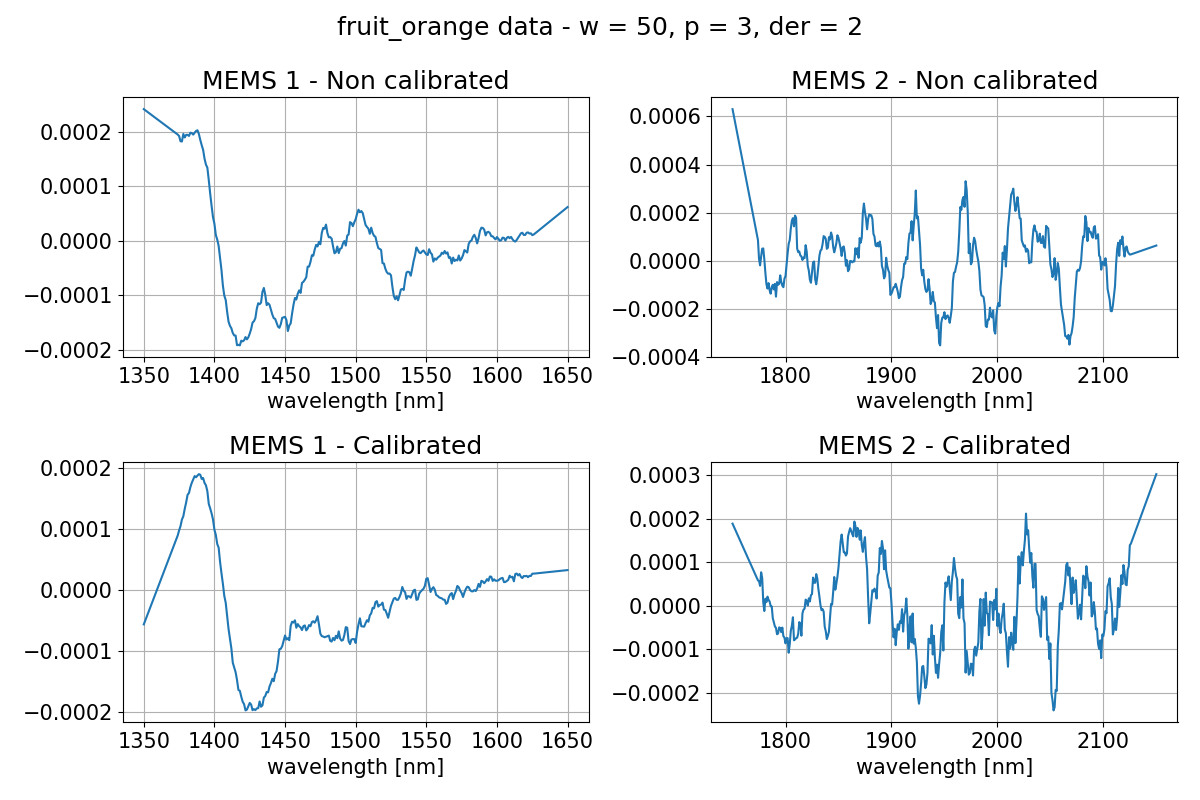 fruit_orange data - w = 50, p = 3, der = 2
MEMS 1 - Non calibrated
0.0002
0.0001
0.0000
−0.0001
−0.0002
1350 1400 1450 1500 1550 1600 1650
wavelength [nm]
MEMS 2 - Non calibrated
0.0006
0.0004
0.0002
0.0000
−0.0002
−0.0004
1800 1900 2000 2100
wavelength [nm]
MEMS 1 - Calibrated
0.0002
0.0001
0.0000
−0.0001
−0.0002
1350 1400 1450 1500 1550 1600 1650
wavelength [nm]
MEMS 2 - Calibrated
0.0003
0.0002
0.0001
0.0000
−0.0001
−0.0002
1800 1900 2000 2100
wavelength [nm]